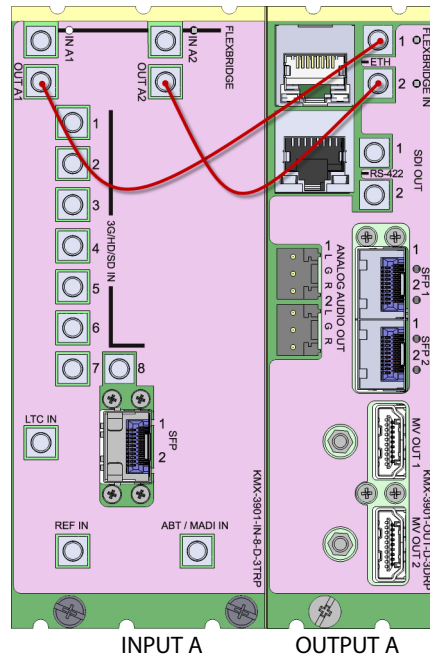 IN A1
IN A2
FLEXBRIDGE
OUT A1
OUT A2
1
2
3
4
5
6
7
8
3G/HD/SD IN
SFP
1
2
LTC IN
REF IN
ABT / MADI IN
KMX-3901-IN-8-D-3TRP
INPUT A
FLEXBRIDGE IN
1
ETH
2
1
SDI OUT
RS-422
2
ANALOG AUDIO OUT
1
L
G
R
2
L
G
R
1
SFP 1
2
1
SFP 2
2
MV OUT 1
MV OUT 2
KMX-3901-OUT-D-3DRP
OUTPUT A